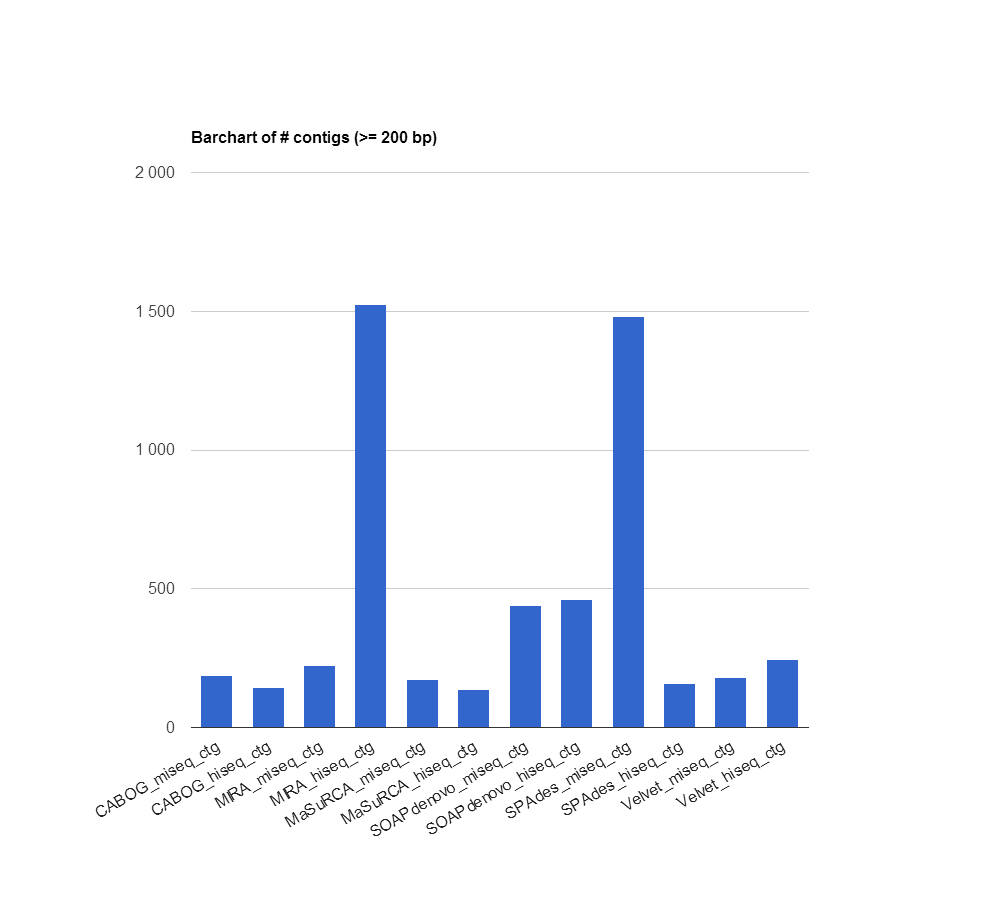 Barchart of # contigs (>= 200 bp)
2 000
1 500
1 000
500
0
CABOG_miseq_ctg
CABOG_hiseq_ctg
MIRA_miseq_ctg
MIRA_hiseq_ctg
MaSuRCA_miseq_ctg
MaSuRCA_hiseq_ctg
SOAPdenovo_miseq_ctg
SOAPdenovo_hiseq_ctg
SPAdes_miseq_ctg
SPAdes_hiseq_ctg
Velvet_miseq_ctg
Velvet_hiseq_ctg